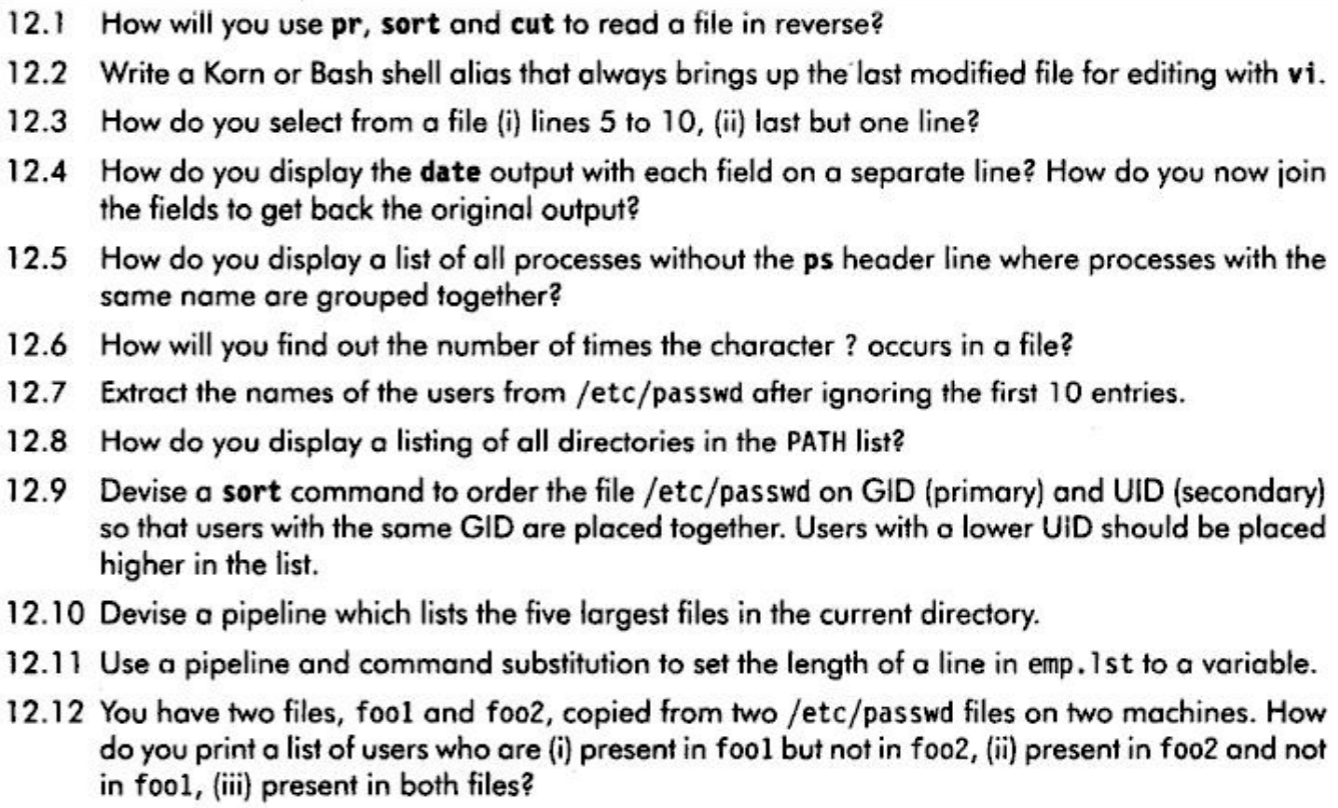 12.1 How will you use pr, sort and cut to read a file in reverse?
12.2 Write a Korn or Bash shell alias that always brings up the last modified file for editing with vi.
12.3 How do you select from a file (i) lines 5 to 10, (ii) last but one line?
12.4 How do you display the date output with each field on a separate line? How do you now join
the fields to get back the original output?
12.5 How do you display a list of all processes without the ps header line where processes with the
same name are grouped together?
12.6 How will you find out the number of times the character ? occurs in a file?
12.7 Extract the names of the users from /etc/passwd after ignoring the first 10 entries.
12.8 How do you display a listing of all directories in the PATH list?
12.9 Devise a sort command to order the file /etc/passwd on GID (primary) and UID (secondary)
so that users with the same GID are placed together. Users with a lower UID should be placed
higher in the list.
12.10 Devise a pipeline which lists the five largest files in the current directory.
12.11 Use a pipeline and command substitution to set the length of a line in emp.lst to a variable.
12.12 You have two files, foo1 and foo2, copied from two /etc/passwd files on two machines. How
do you print a list of users who are (i) present in foo1 but not in foo2, (ii) present in foo2 and not
in foo1, (iii) present in both files?